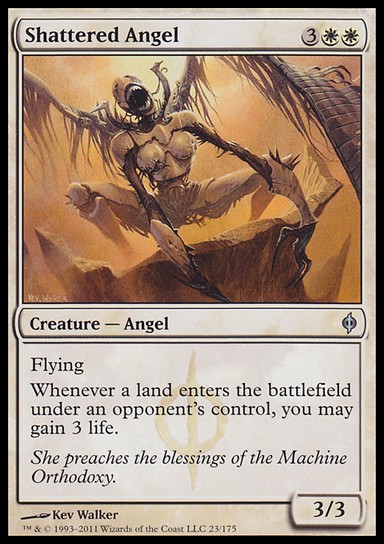 Shattered Angel 3
KEV WALKER
Creature — Angel
Flying
Whenever a land enters the battlefield
under an opponent's control, you may
gain 3 life.
She preaches the blessings of the Machine
Orthodoxy.
Kev Walker
™ & © 1993–2011 Wizards of the Coast LLC 23/175
3/3